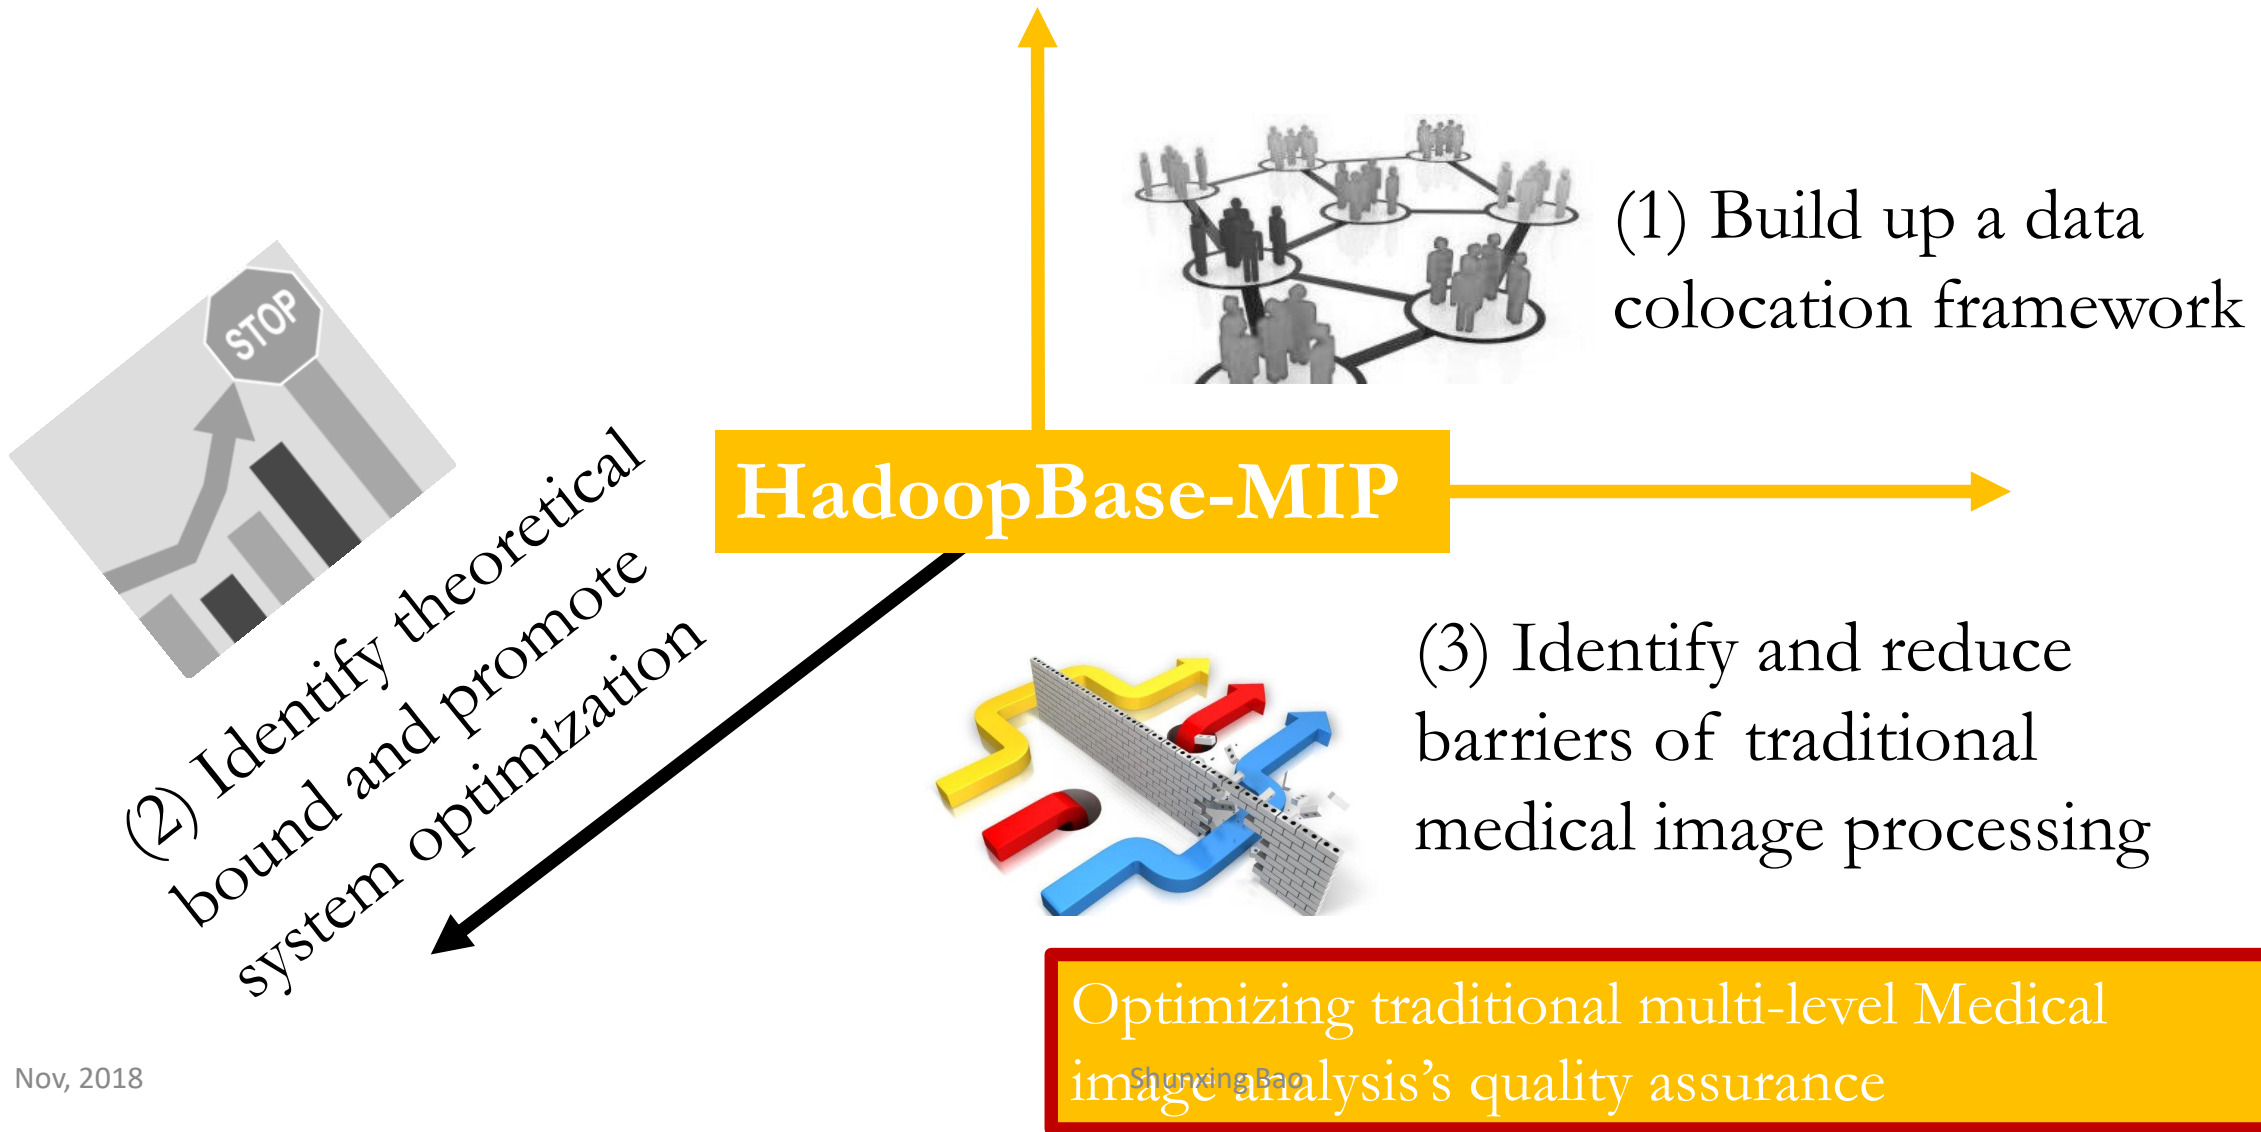 (1) Build up a data
colocation framework
STOP
HadoopBase-MIP
(2) Identify theoretical
bound and promote
system optimization
(3) Identify and reduce
barriers of traditional
medical image processing
Optimizing traditional multi-level Medical
image analysis’s quality assurance
Nov, 2018
Shunxing Bao